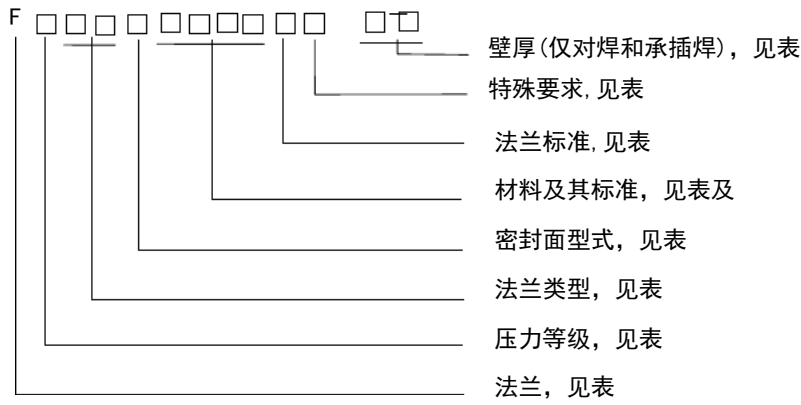 F □□□□□□□□□□ □-□
壁厚(仅对焊和承插焊)，见表
特殊要求,见表
法兰标准,见表
材料及其标准，见表及
密封面型式，见表
法兰类型，见表
压力等级，见表
法兰，见表